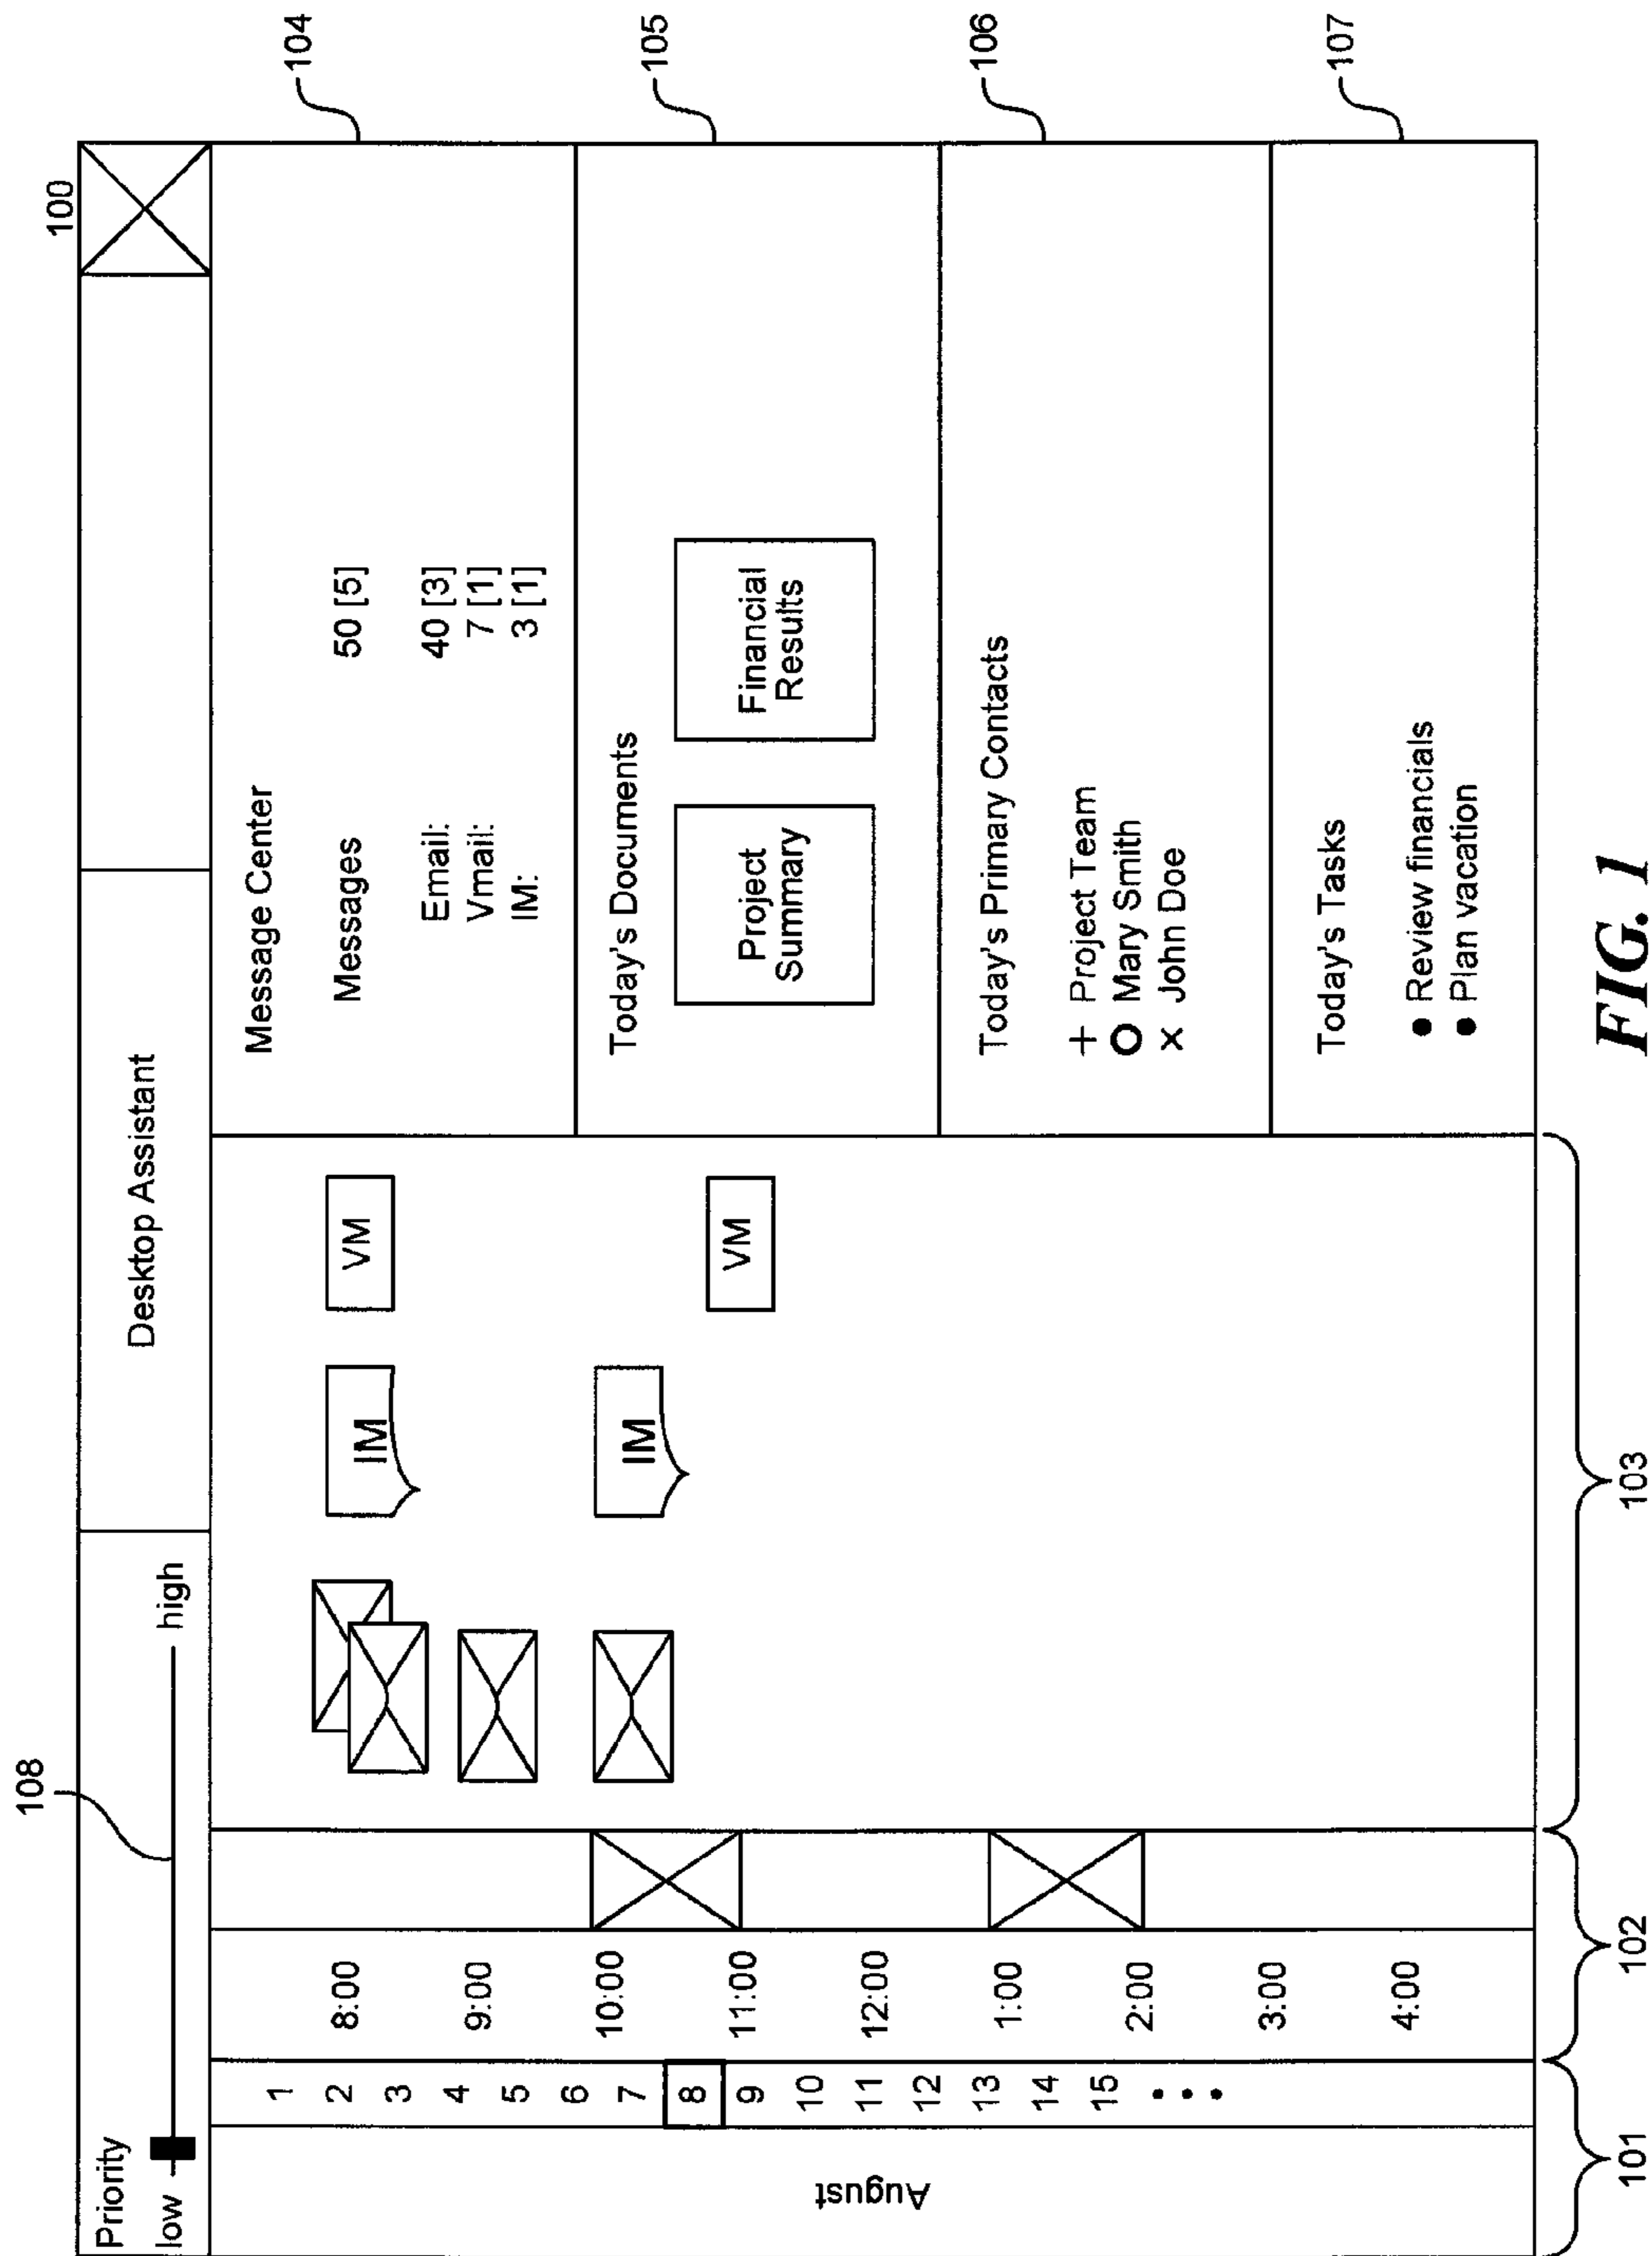 108
100
Priority
low
high
Desktop Assistant
August
1
2
3
4
5
6
7
8
9
10
11
12
13
14
15
8:00
9:00
10:00
11:00
12:00
1:00
2:00
3:00
4:00
IM
VM
IM
VM
Message Center
Messages 50 [5]
Email: 40 [3]
Vmail: 7 [1]
IM: 3 [1]
104
Today's Documents
Project
Summary
Financial
Results
105
Today's Primary Contacts
+ Project Team
O Mary Smith
x John Doe
106
Today's Tasks
• Review financials
• Plan vacation
107
101
102
103
FIG. 1